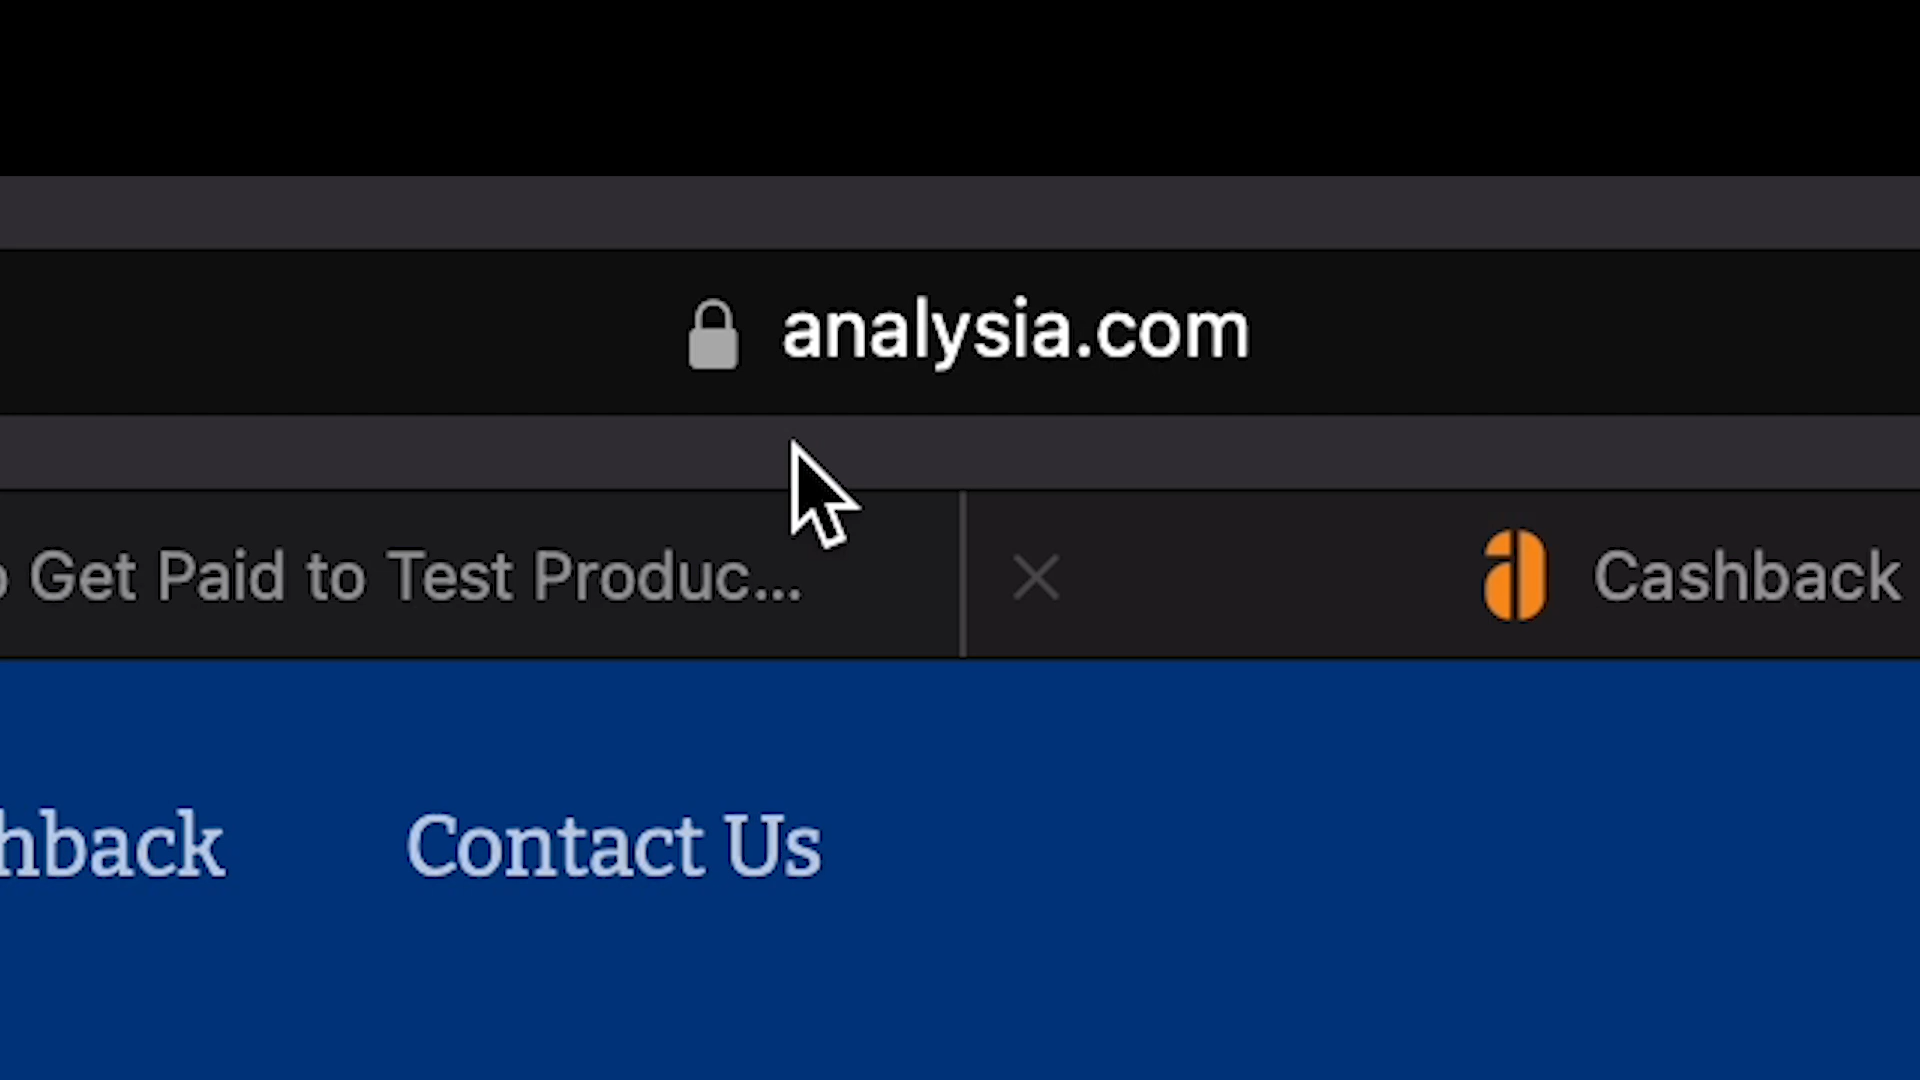 analysia.com
Get Paid to Test Produc...
Cashback
hback
Contact Us